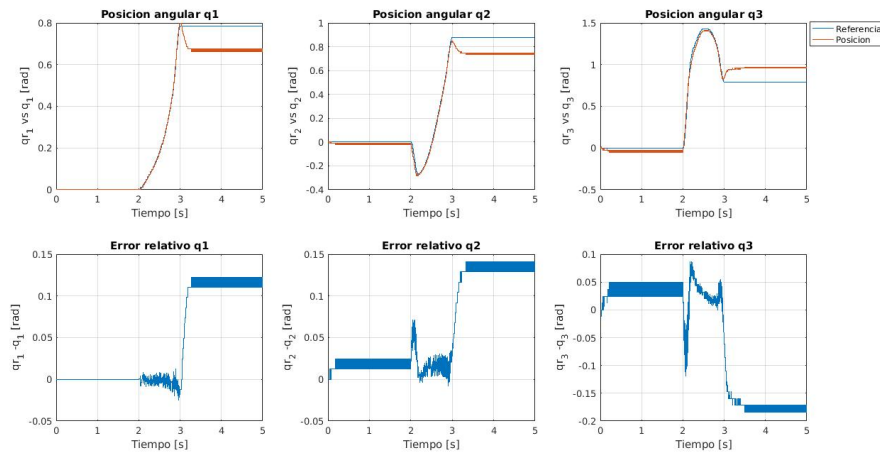 Posicion angular q1
qr1 vs q1 [rad]
0.8
0.6
0.4
0.2
0
0 1 2 3 4 5
Tiempo [s]
Posicion angular q2
qr2 vs q2 [rad]
1
0.8
0.6
0.4
0.2
0
-0.2
-0.4
0 1 2 3 4 5
Tiempo [s]
Posicion angular q3
qr3 vs q3 [rad]
1.5
1
0.5
0
-0.5
0 1 2 3 4 5
Tiempo [s]
Referencia
Posicion
Error relativo q1
qr1 -q1 [rad]
0.15
0.1
0.05
0
-0.05
0 1 2 3 4 5
Tiempo [s]
Error relativo q2
qr2 -q2 [rad]
0.15
0.1
0.05
0
-0.05
0 1 2 3 4 5
Tiempo [s]
Error relativo q3
qr3 -q3 [rad]
0.1
0.05
0
-0.05
-0.1
-0.15
-0.2
0 1 2 3 4 5
Tiempo [s]